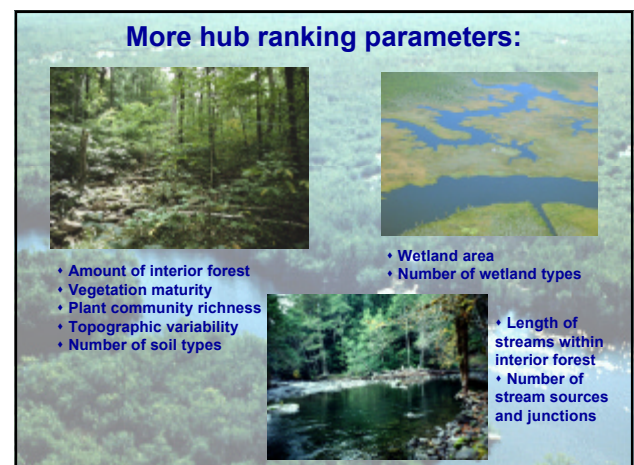 More hub ranking parameters:
♦ Amount of interior forest
♦ Vegetation maturity
♦ Plant community richness
♦ Topographic variability
♦ Number of soil types
♦ Wetland area
♦ Number of wetland types
♦ Length of
streams within
interior forest
♦ Number of
stream sources
and junctions